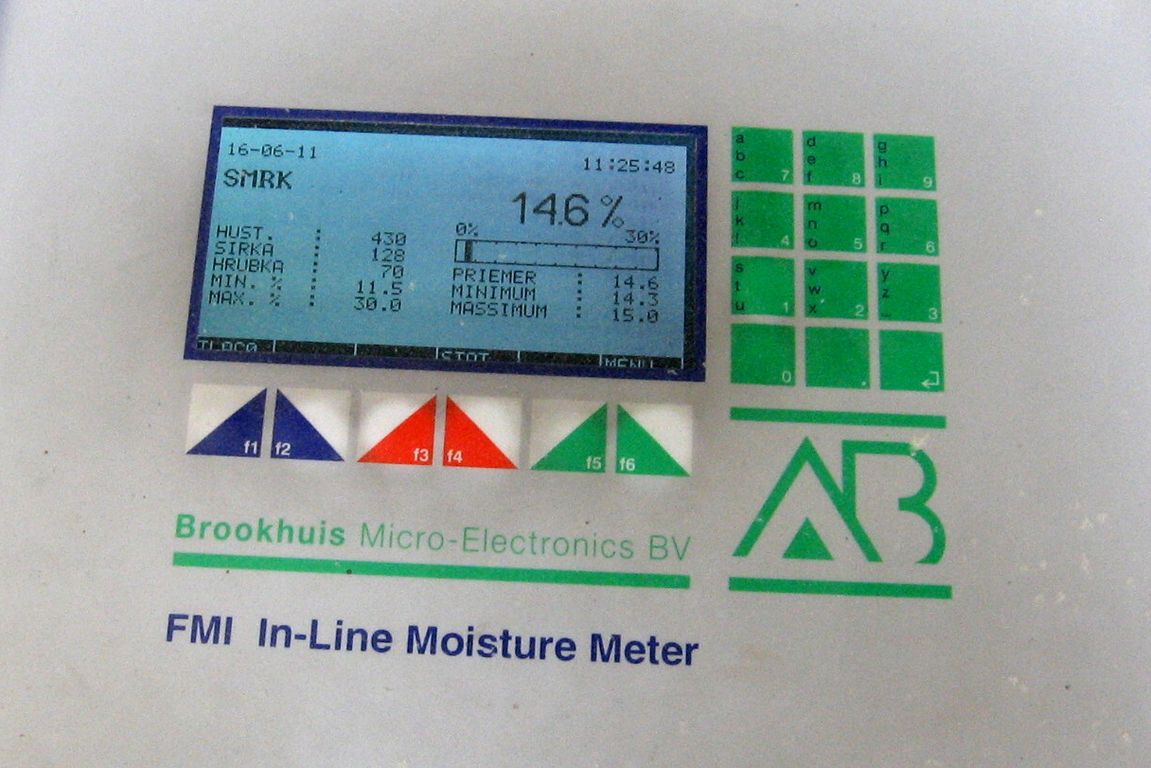 16-06-11 11:25:48
SMRK
14.6%
0% 30%
HUST. : 430
SIRKA : 128
HRUBKA : 70
MIN. % : 11.5
MAX. % : 30.0
PRIEMER : 14.6
MINIMUM : 14.3
MASSIMUM : 15.0
STAT MENU
f1 f2 f3 f4 f5 f6
a b c 7 d e f 8 g h i 9
j k l 4 m n o 5 p q r 6
s t u 1 v w x 2 y z _ 3
0 . ↵
AB
Brookhuis Micro-Electronics BV
FMI In-Line Moisture Meter